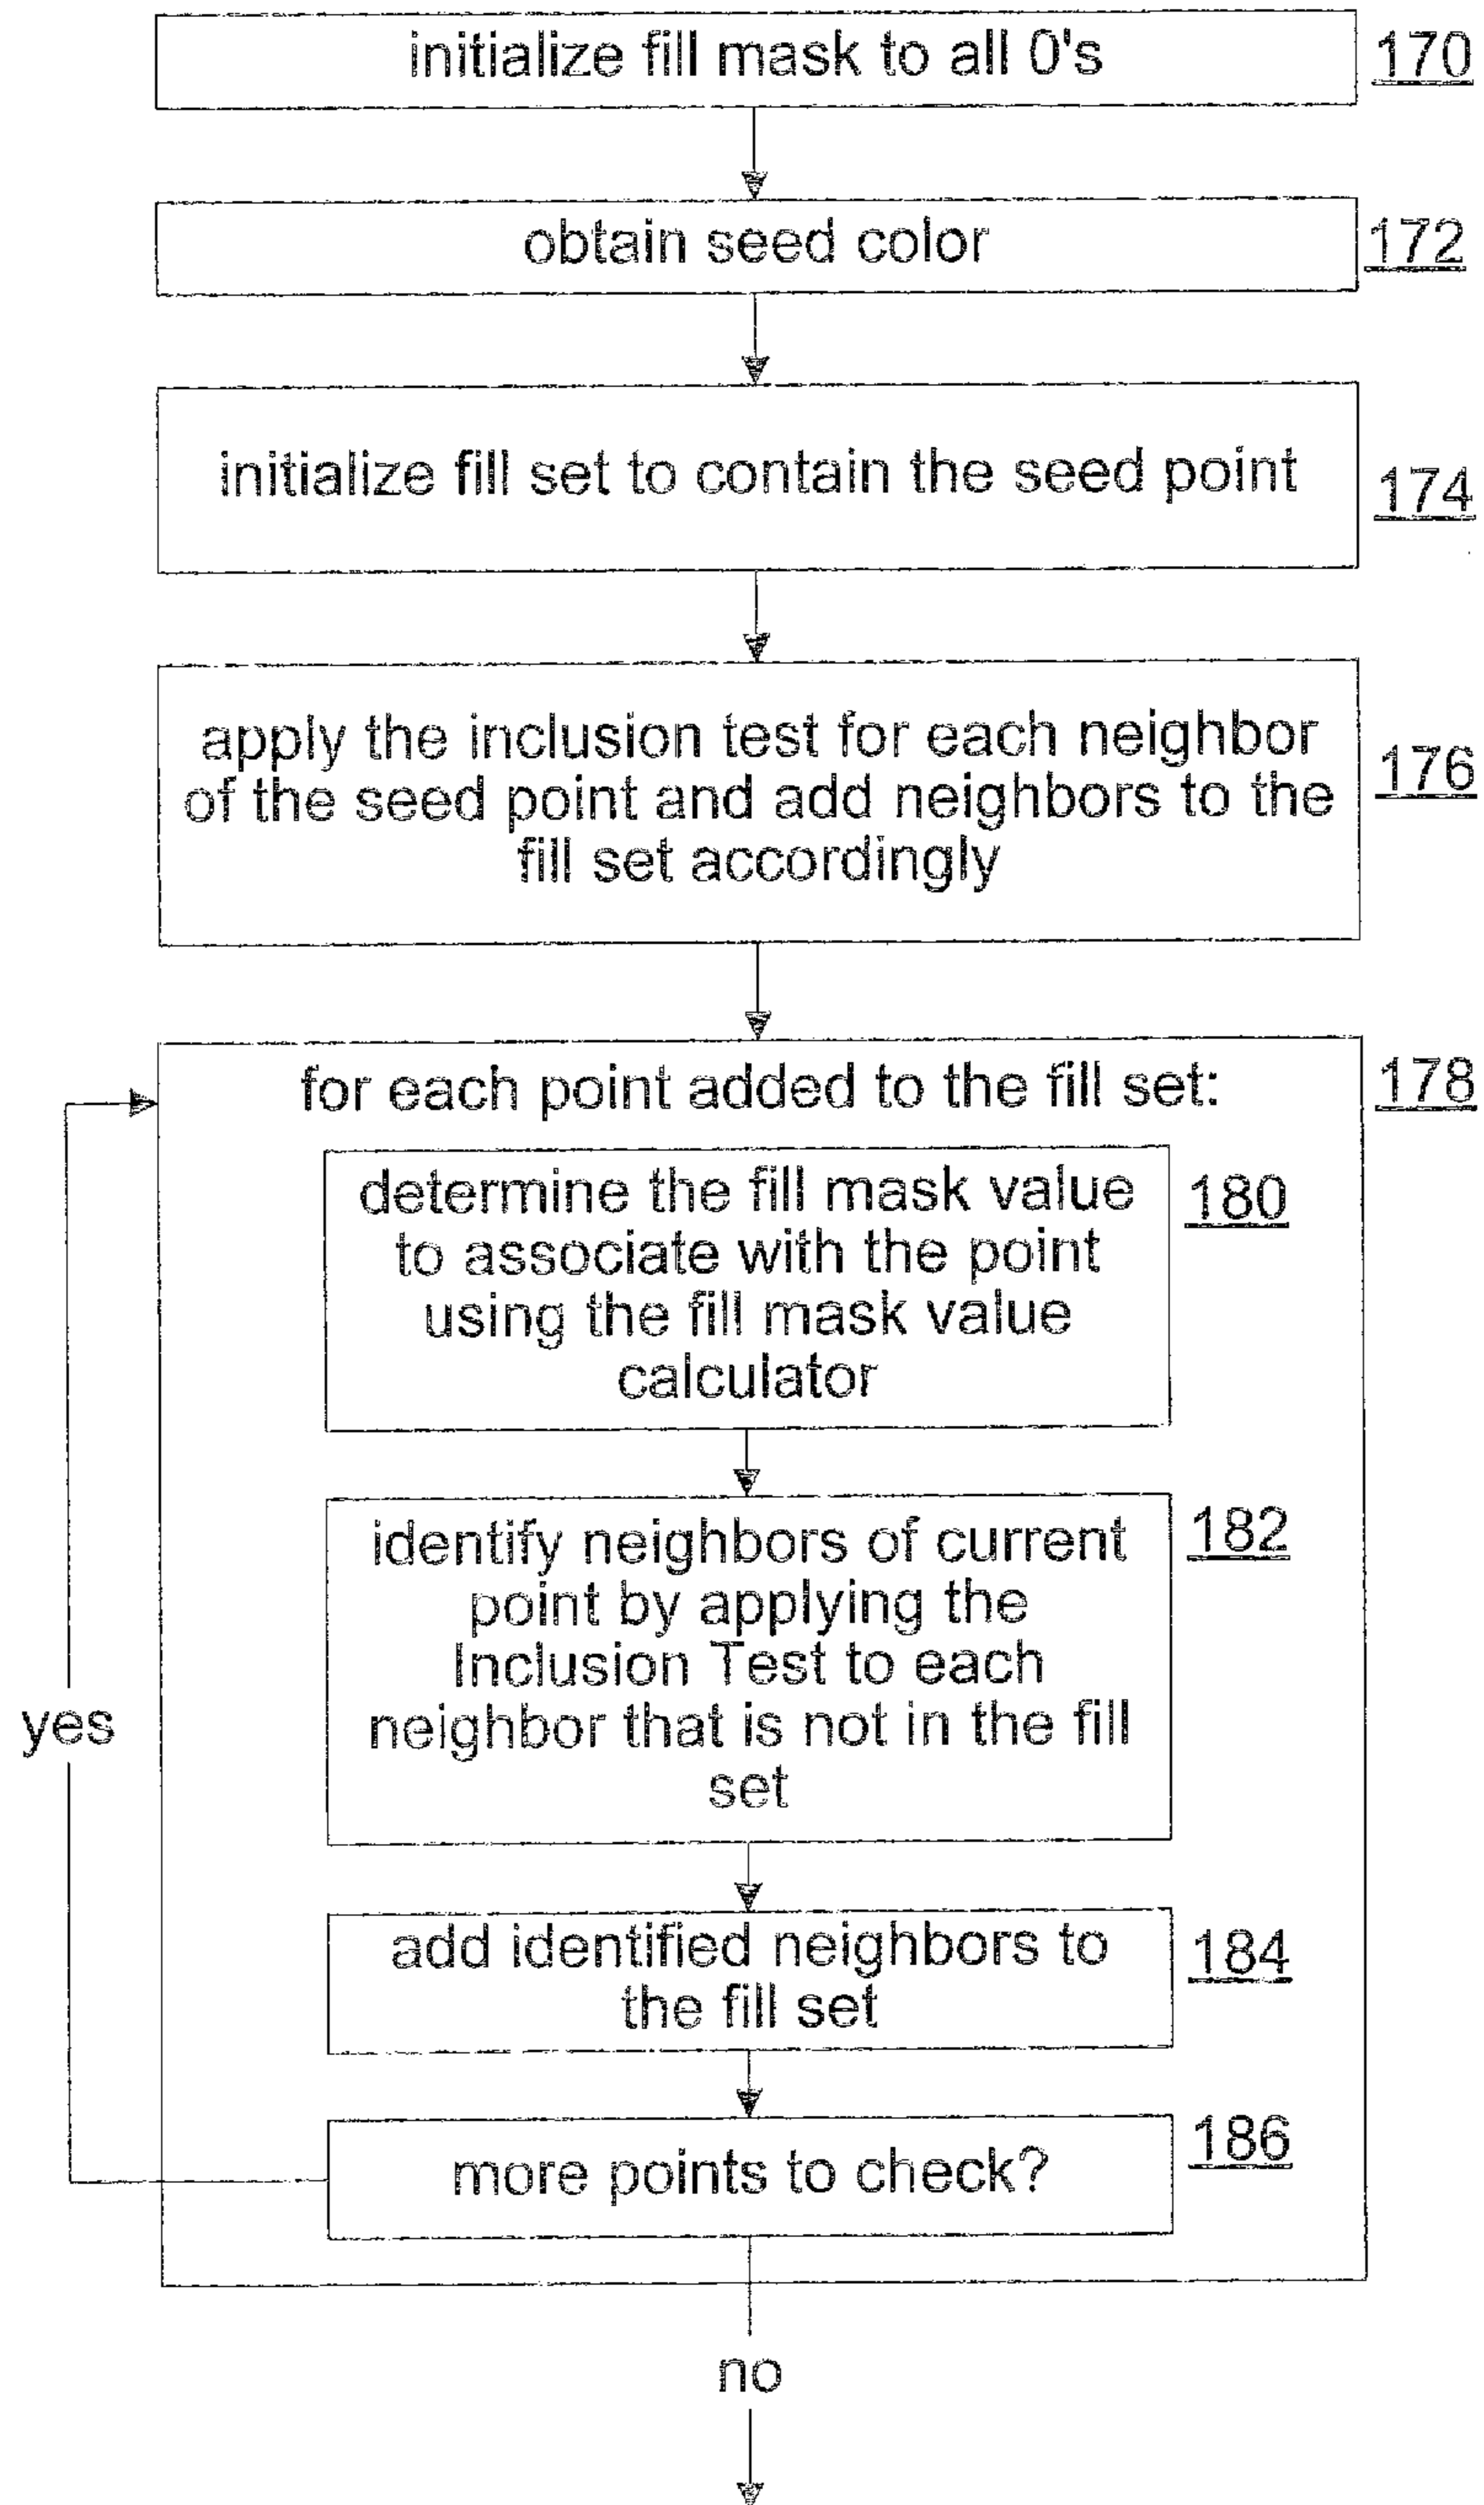 initialize fill mask to all 0's
170
obtain seed color
172
initialize fill set to contain the seed point
174
apply the inclusion test for each neighbor
of the seed point and add neighbors to the
fill set accordingly
176
for each point added to the fill set:
178
determine the fill mask value
to associate with the point
using the fill mask value
calculator
180
identify neighbors of current
point by applying the
Inclusion Test to each
neighbor that is not in the fill
set
182
yes
add identified neighbors to
the fill set
184
more points to check?
186
no